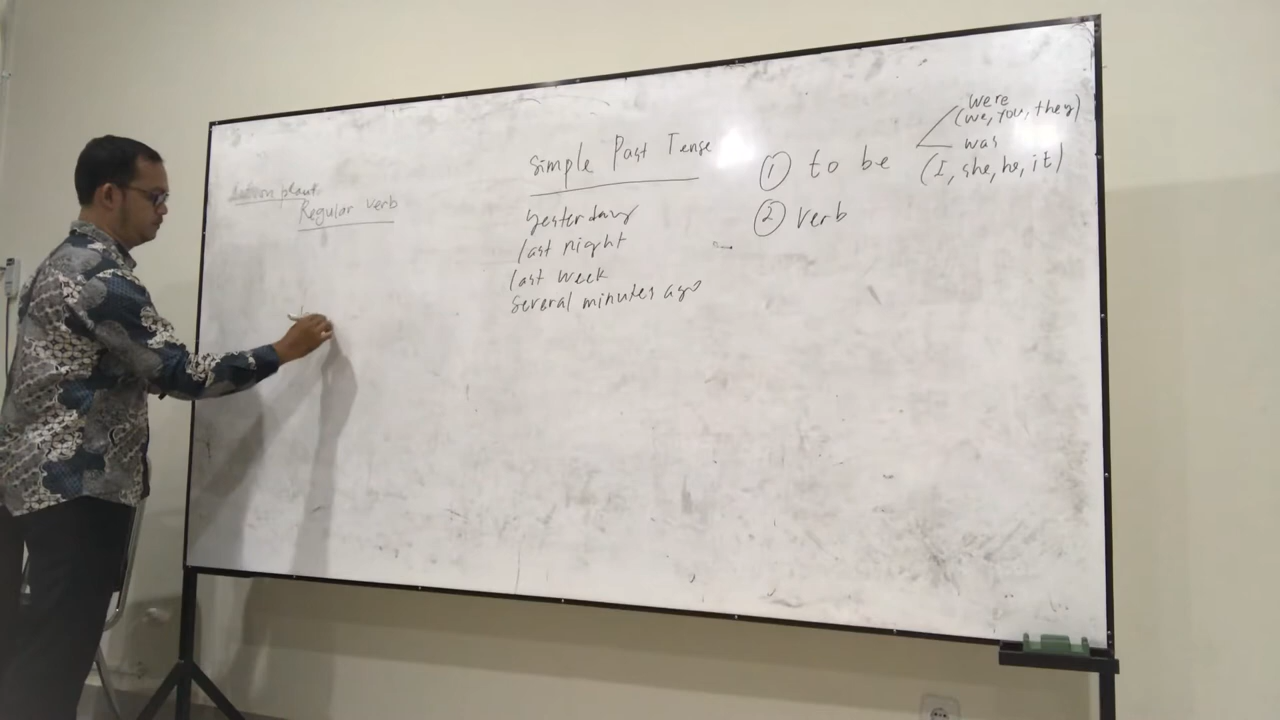 Regular verb
Simple Past Tense
yesterday
last night
last week
several minutes ago
① to be
were
(we, you, they)
was
(I, she, he, it)
② verb